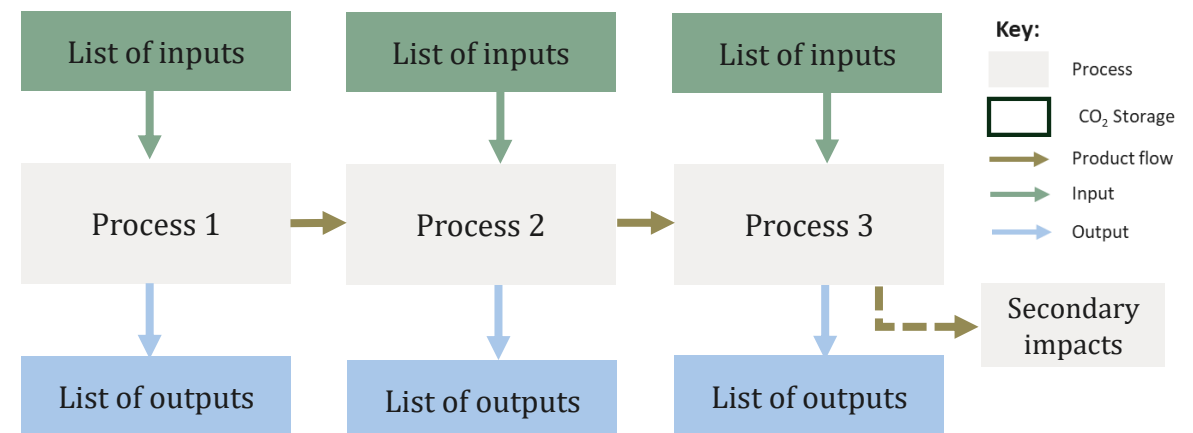 List of inputs
List of inputs
List of inputs
Key:
Process
CO₂ Storage
Product flow
Input
Output
Process 1
Process 2
Process 3
Secondary
impacts
List of outputs
List of outputs
List of outputs